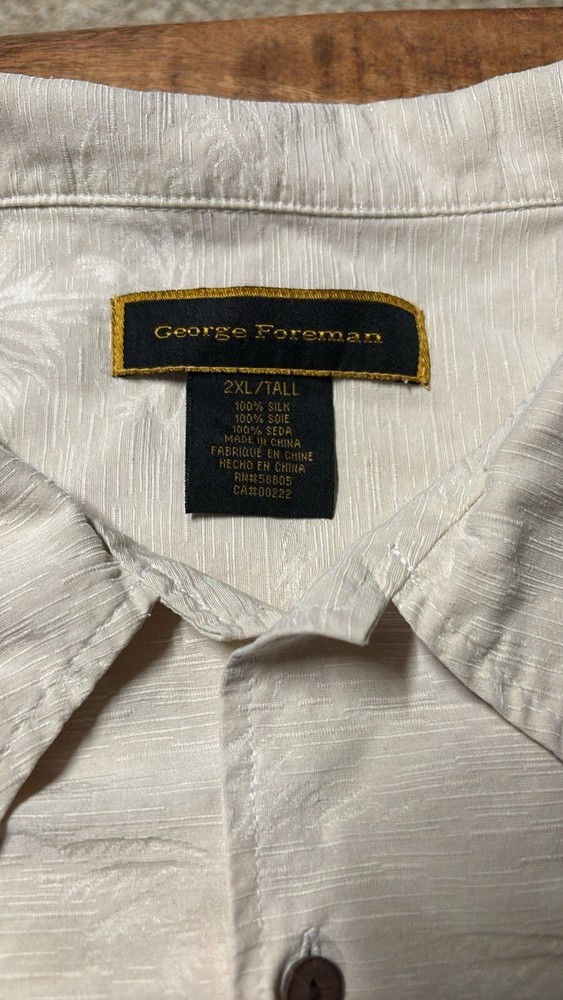 George Foreman
2XL/TALL
100% SILK
100% SOIE
100% SEDA
MADE IN CHINA
FABRIQUÉ EN CHINE
HECHO EN CHINA
RN#58805
CA#00222